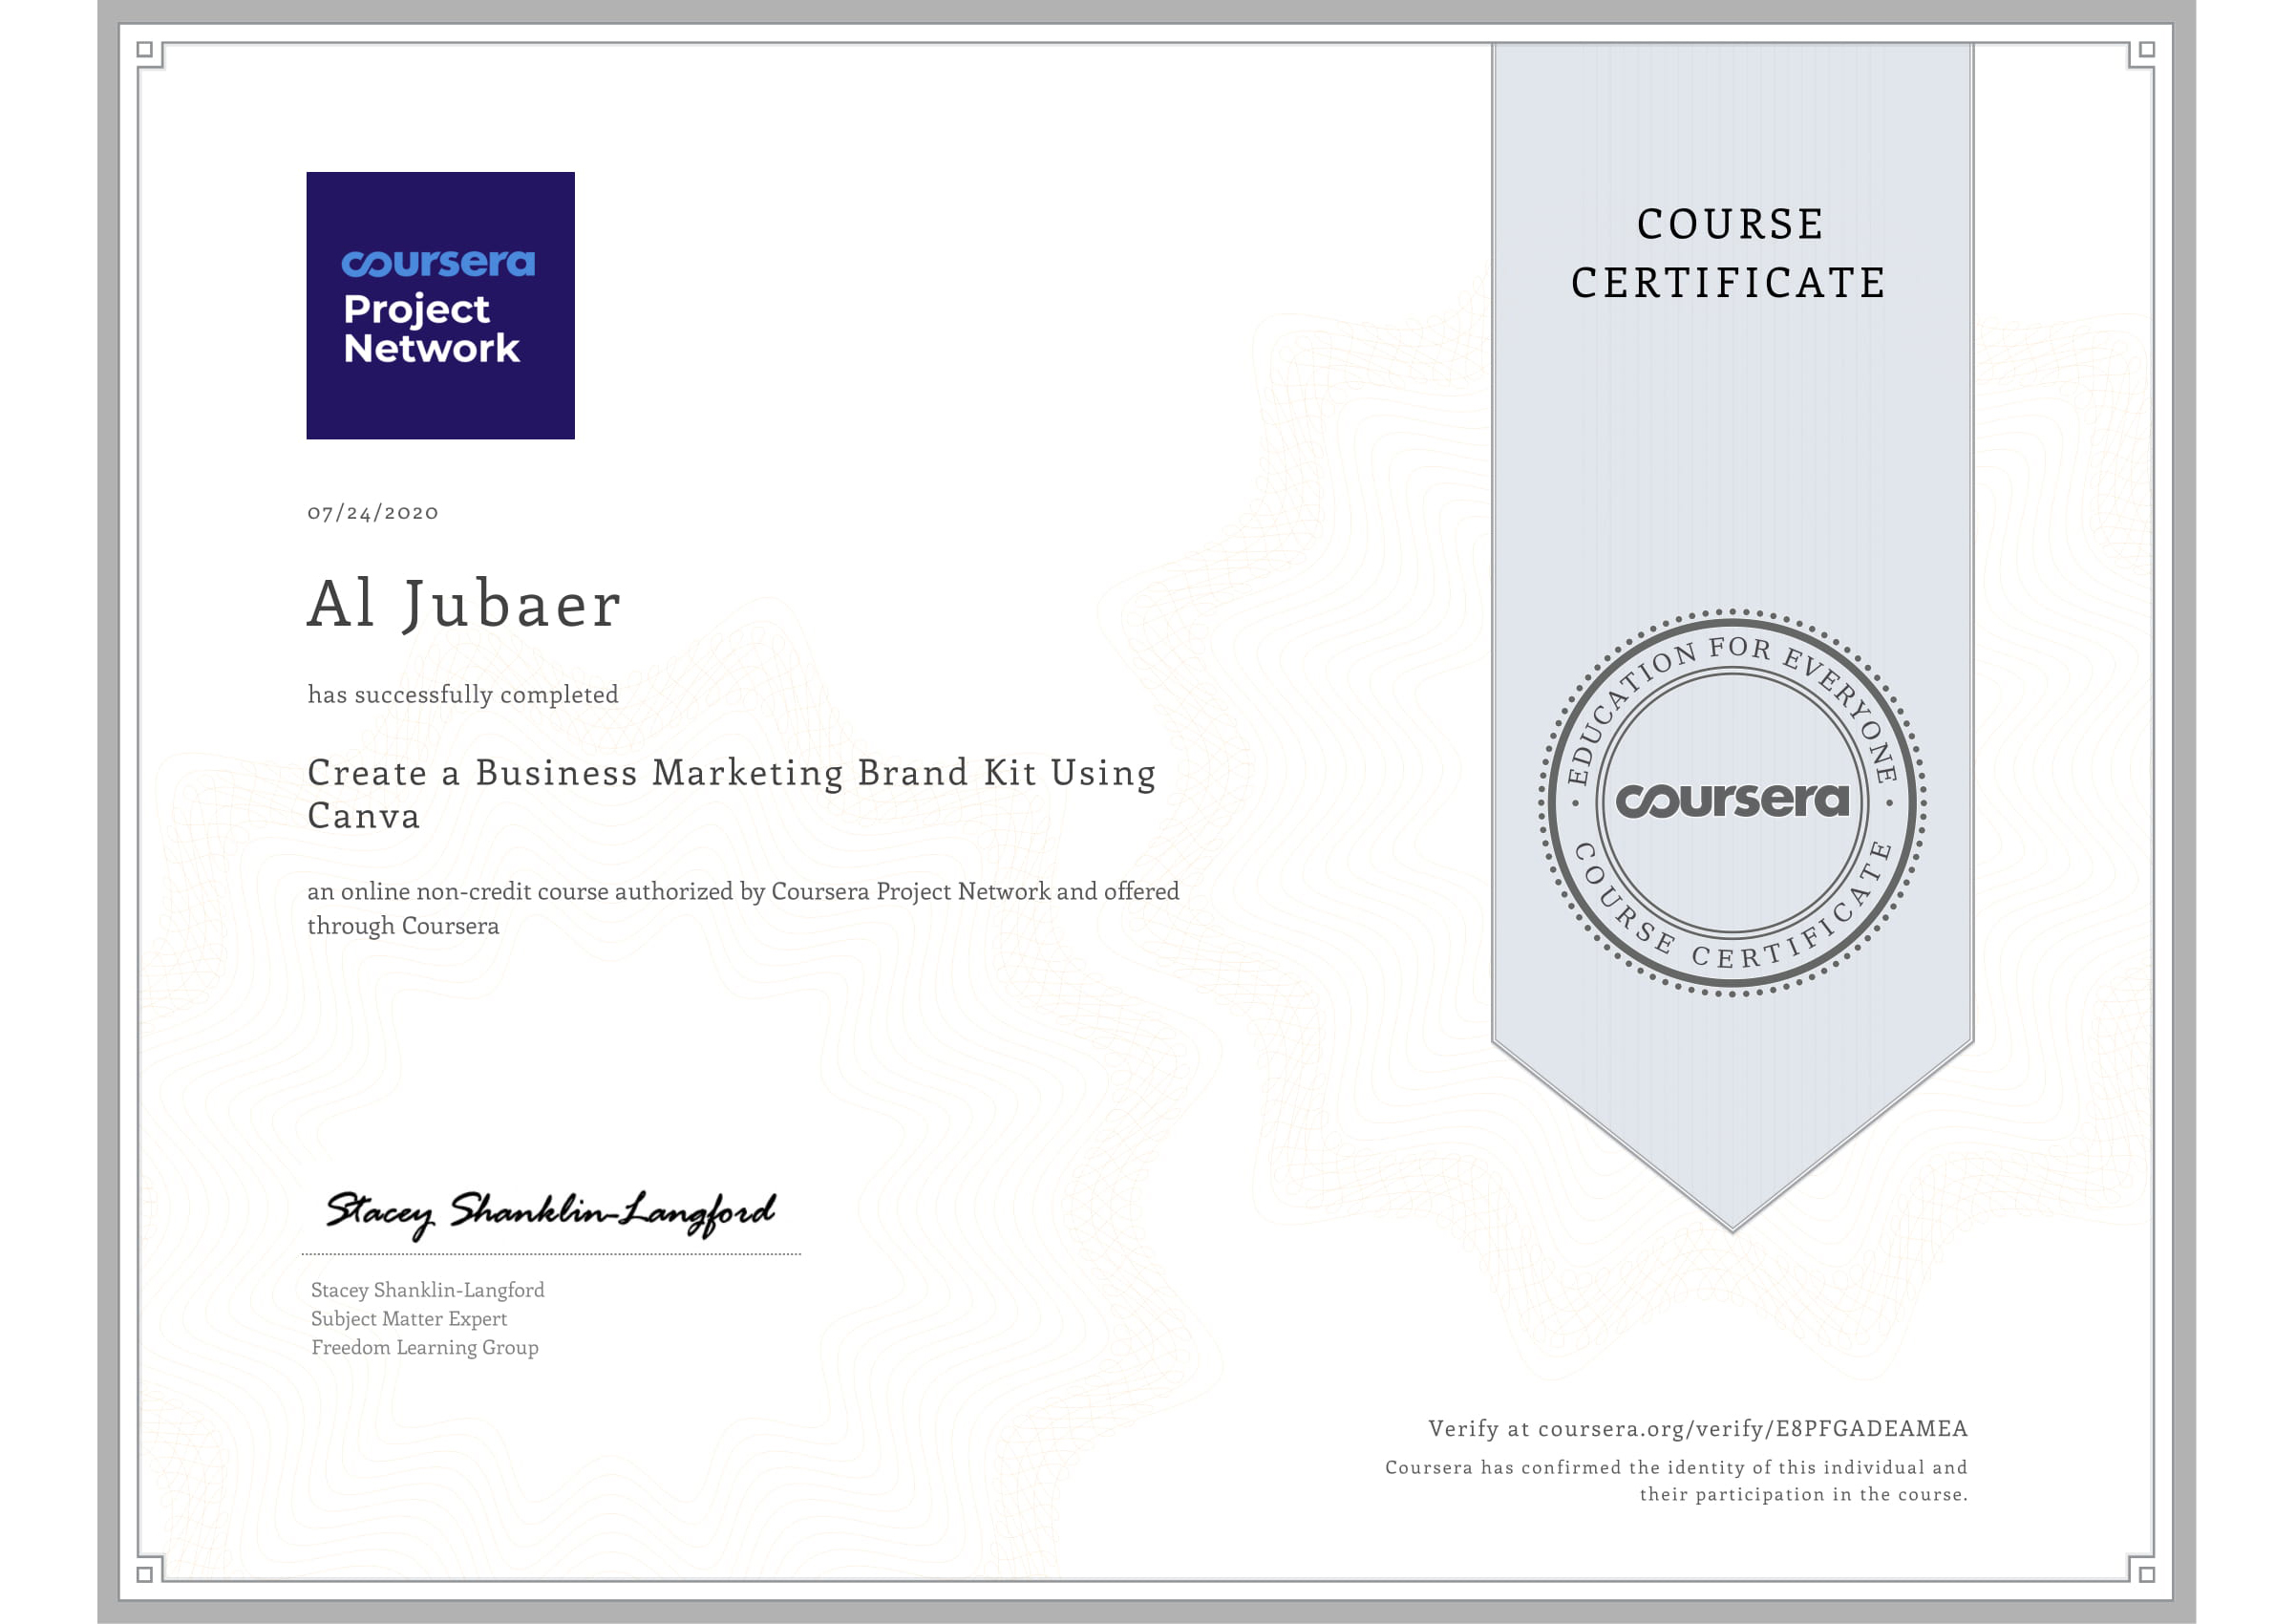 coursera
Project
Network
07/24/2020
Al Jubaer
has successfully completed
Create a Business Marketing Brand Kit Using
Canva
an online non-credit course authorized by Coursera Project Network and offered
through Coursera
Stacey Shanklin-Langford
Stacey Shanklin-Langford
Subject Matter Expert
Freedom Learning Group
COURSE
CERTIFICATE
EDUCATION FOR EVERYONE
coursera
COURSE CERTIFICATE
Verify at coursera.org/verify/E8PFGADEAMEA
Coursera has confirmed the identity of this individual and
their participation in the course.